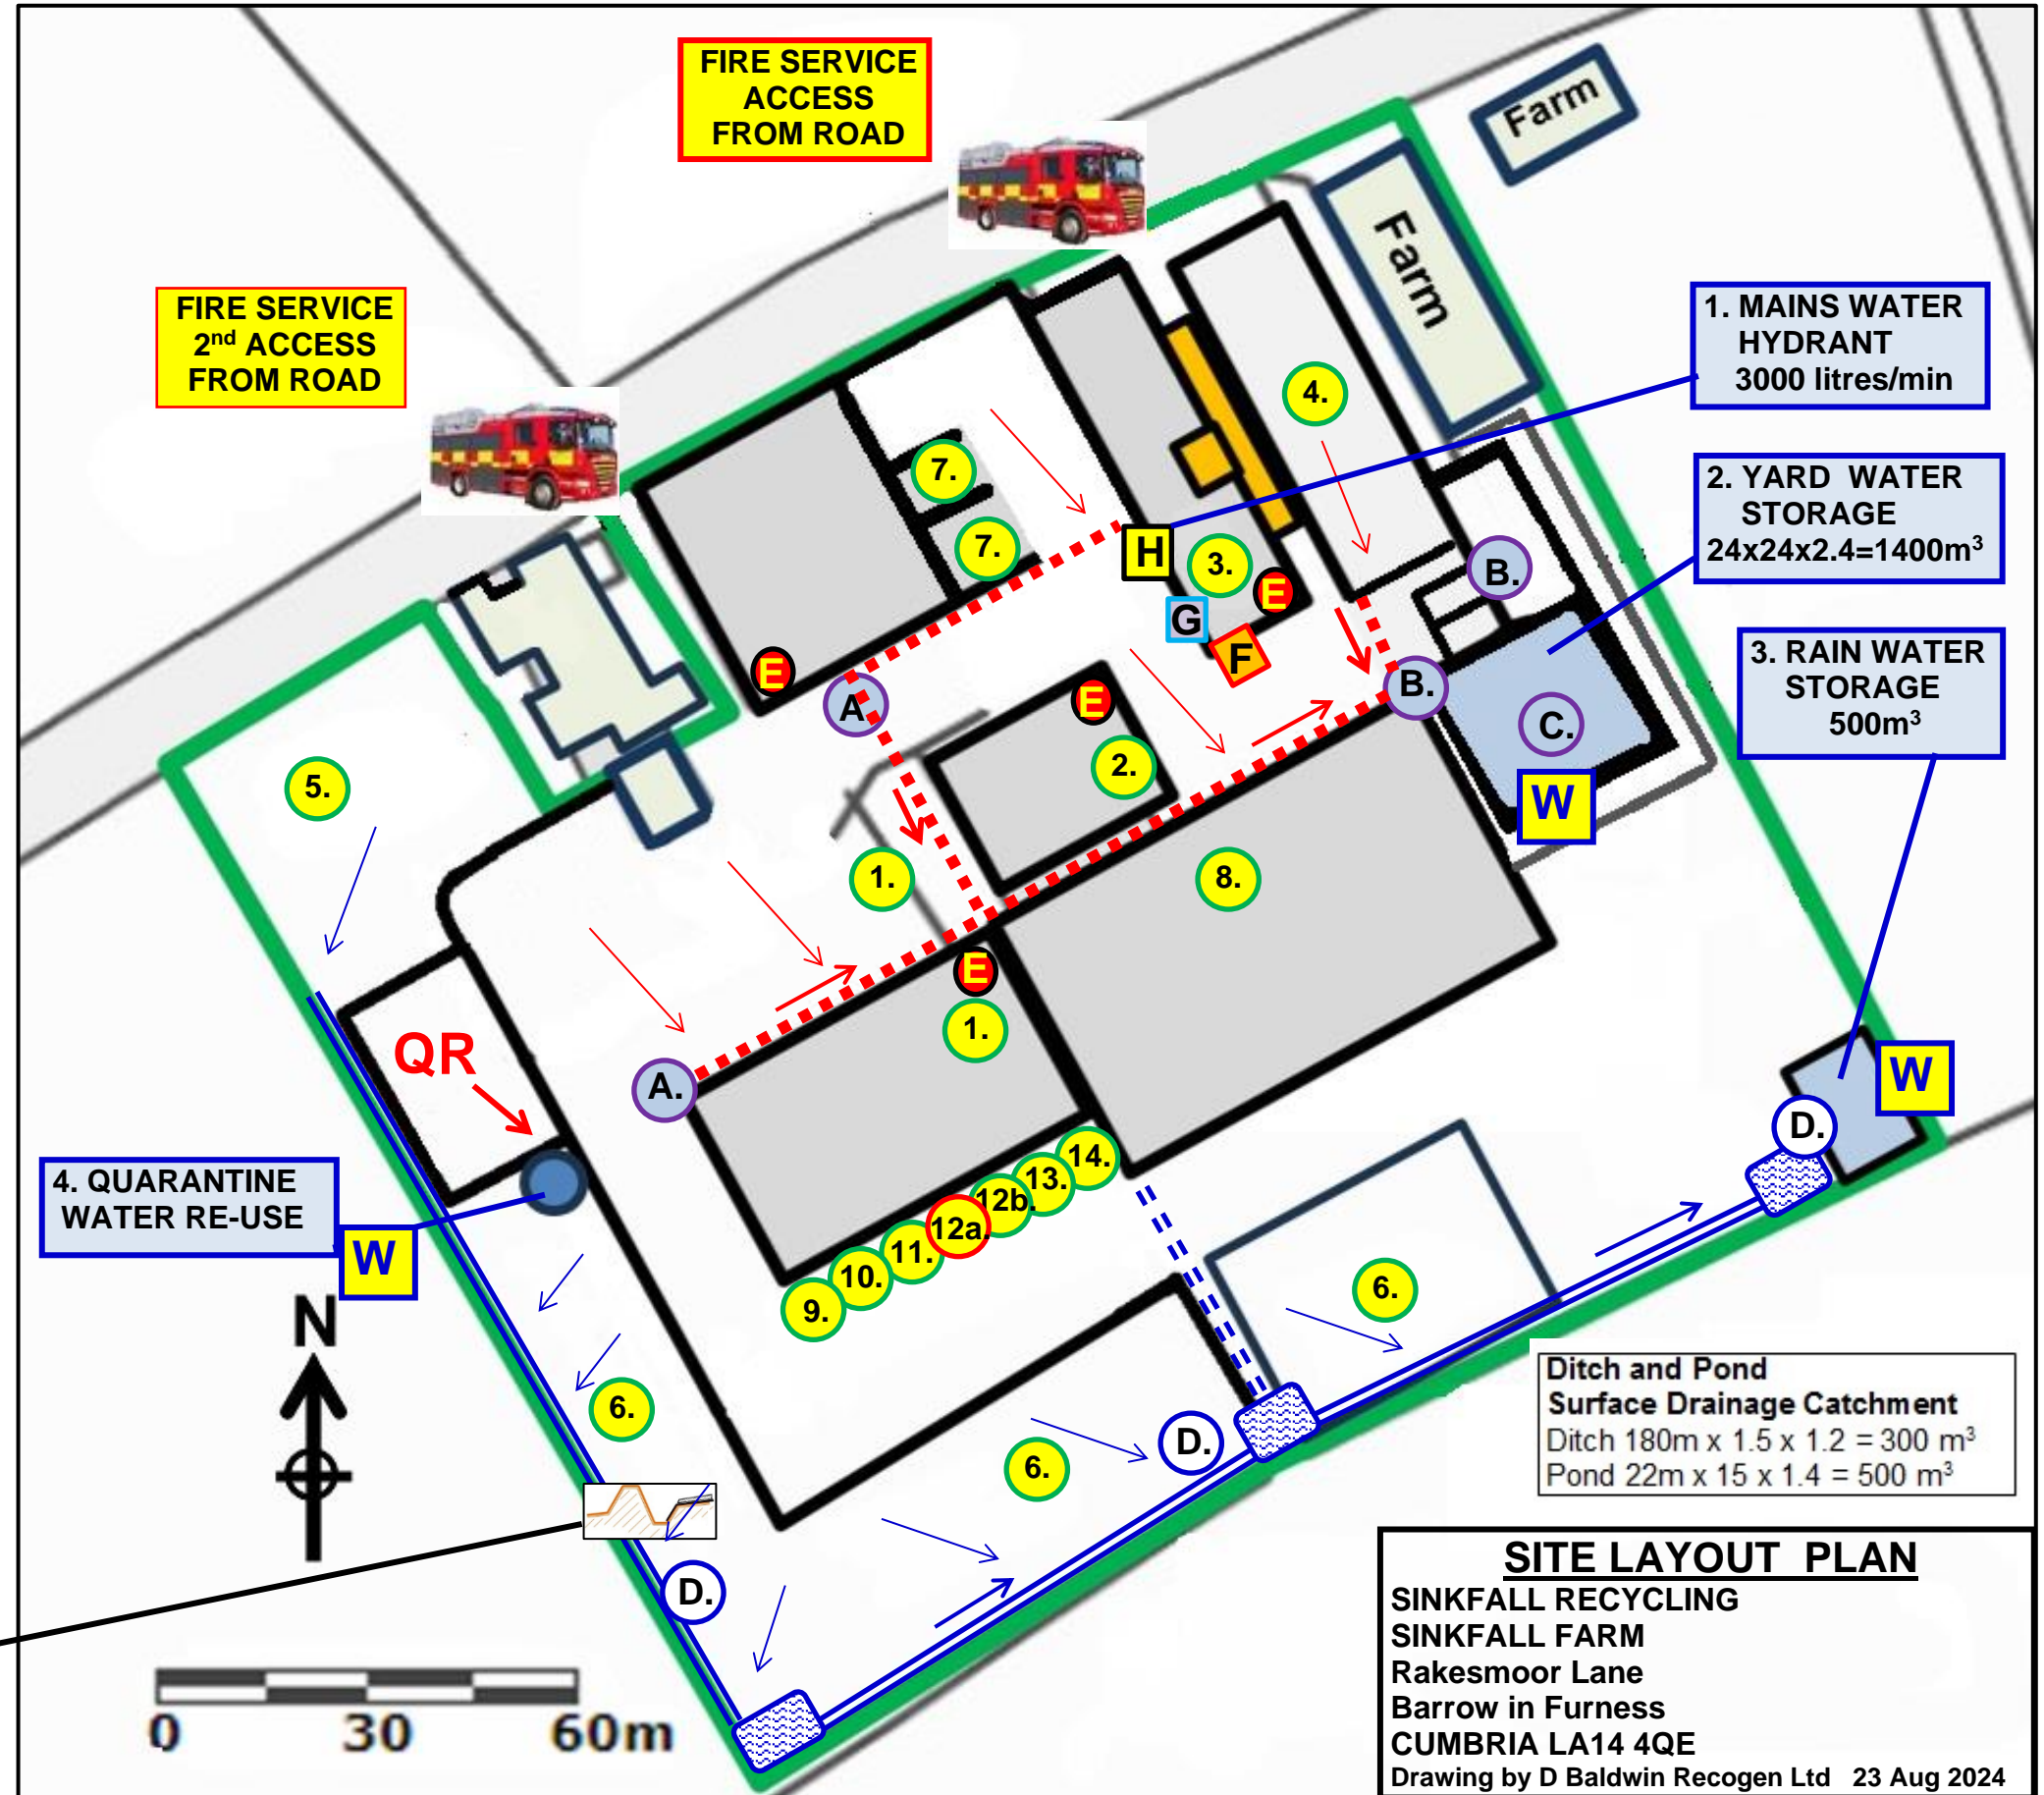 FIRE SERVICE
ACCESS
FROM ROAD
Farm
Farm
FIRE SERVICE
2nd ACCESS
FROM ROAD
1. MAINS WATER
HYDRANT
3000 litres/min
4.
7.
7.
2. YARD WATER
STORAGE
24x24x2.4=1400m³
H
3.
B.
E
G
F
E
A.
E
B.
3. RAIN WATER
STORAGE
500m³
C.
2.
5.
W
1.
8.
E
1.
QR
A.
W
D.
14.
13.
12b.
12a.
11.
10.
9.
4. QUARANTINE
WATER RE-USE
W
6.
N
6.
6.
D.
Ditch and Pond
Surface Drainage Catchment
Ditch 180m x 1.5 x 1.2 = 300 m³
Pond 22m x 15 x 1.4 = 500 m³
D.
0 30 60m
SITE LAYOUT PLAN
SINKFALL RECYCLING
SINKFALL FARM
Rakesmoor Lane
Barrow in Furness
CUMBRIA LA14 4QE
Drawing by D Baldwin Recogen Ltd 23 Aug 2024